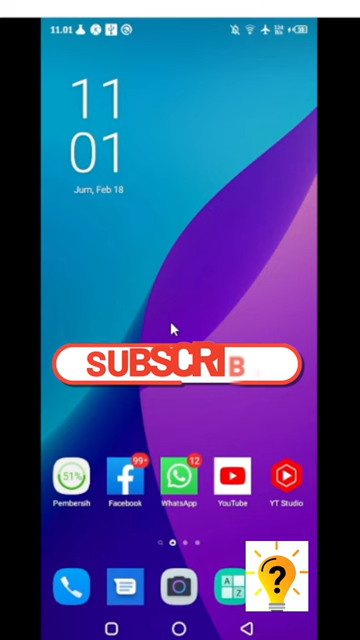 11.01
11
01
Jum, Feb 18
SUBSCRIB
51%
99+
12
Pembersih
Facebook
WhatsApp
YouTube
YT Studio
?